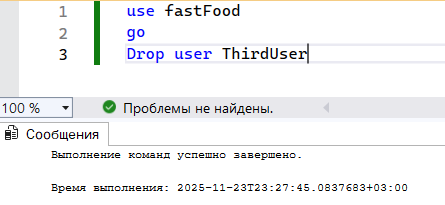 1 use fastFood
2 go
3 Drop user ThirdUser
100 %
Проблемы не найдены.
Сообщения
Выполнение команд успешно завершено.
Время выполнения: 2025-11-23T23:27:45.0837683+03:00